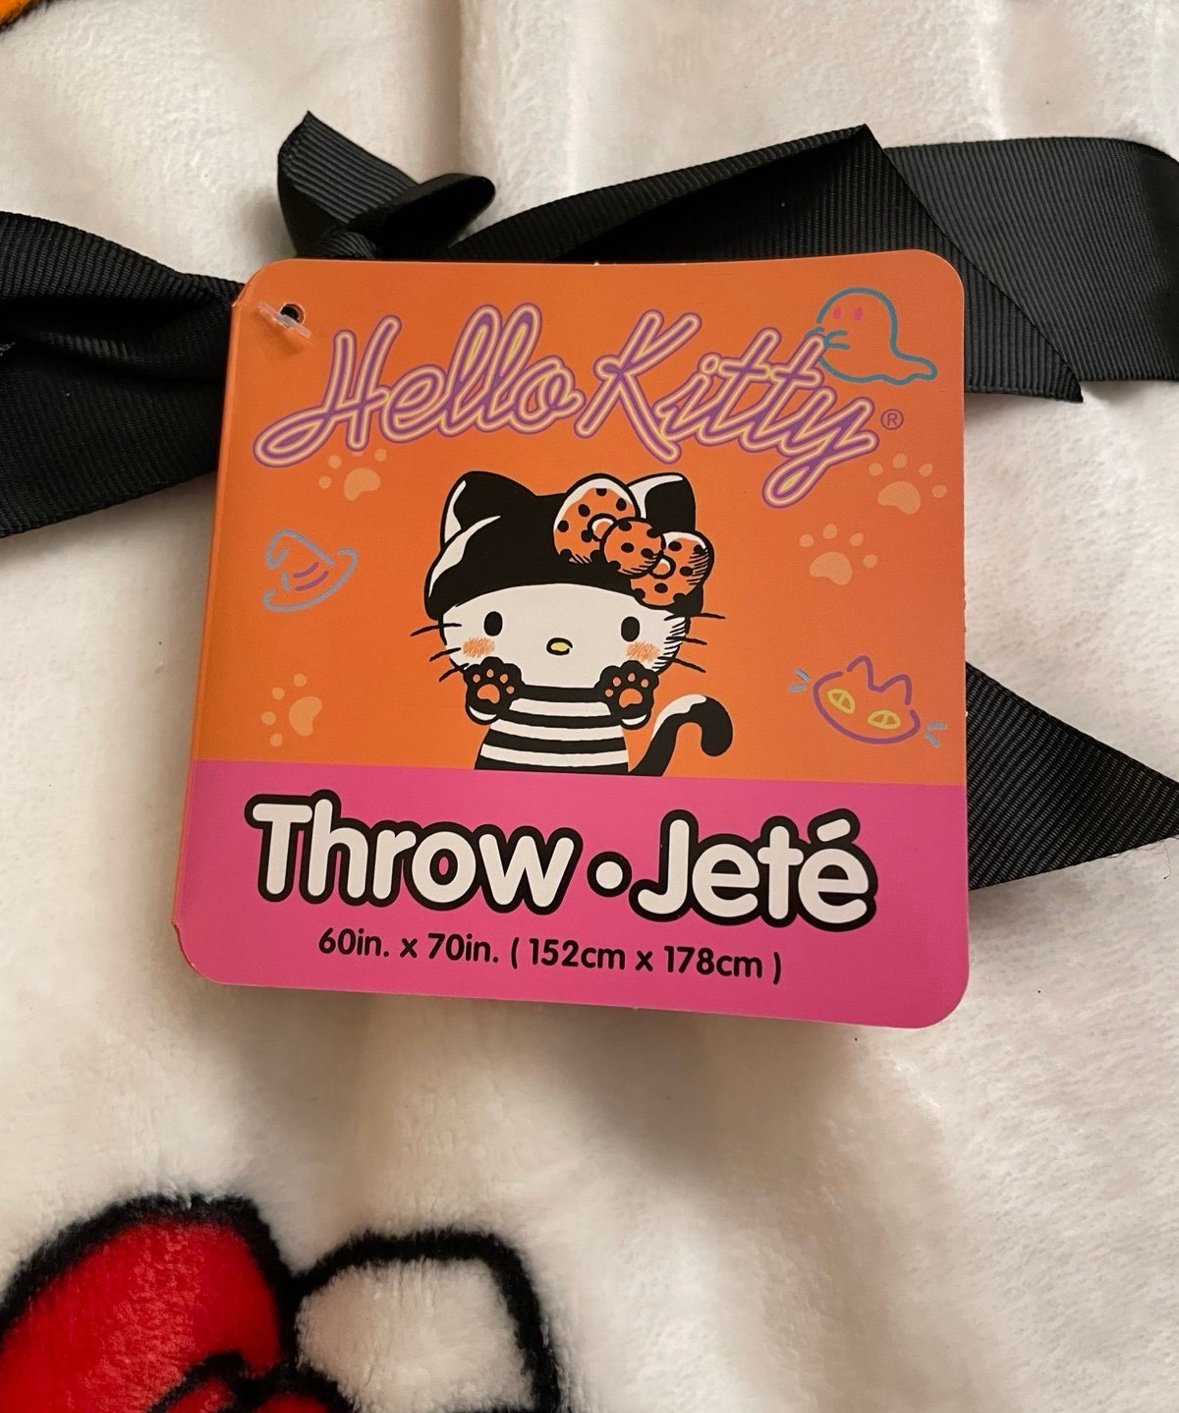 Hello Kitty®
Throw • Jeté
60in. x 70in. ( 152cm x 178cm )